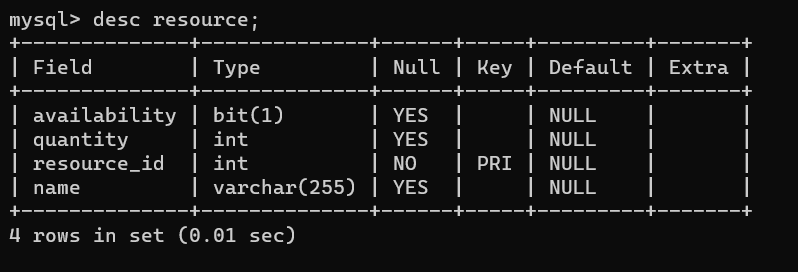 mysql> desc resource;
+--------------+--------------+------+-----+---------+-------+
| Field        | Type         | Null | Key | Default | Extra |
+--------------+--------------+------+-----+---------+-------+
| availability | bit(1)       | YES  |     | NULL    |       |
| quantity     | int          | YES  |     | NULL    |       |
| resource_id  | int          | NO   | PRI | NULL    |       |
| name         | varchar(255) | YES  |     | NULL    |       |
+--------------+--------------+------+-----+---------+-------+
4 rows in set (0.01 sec)